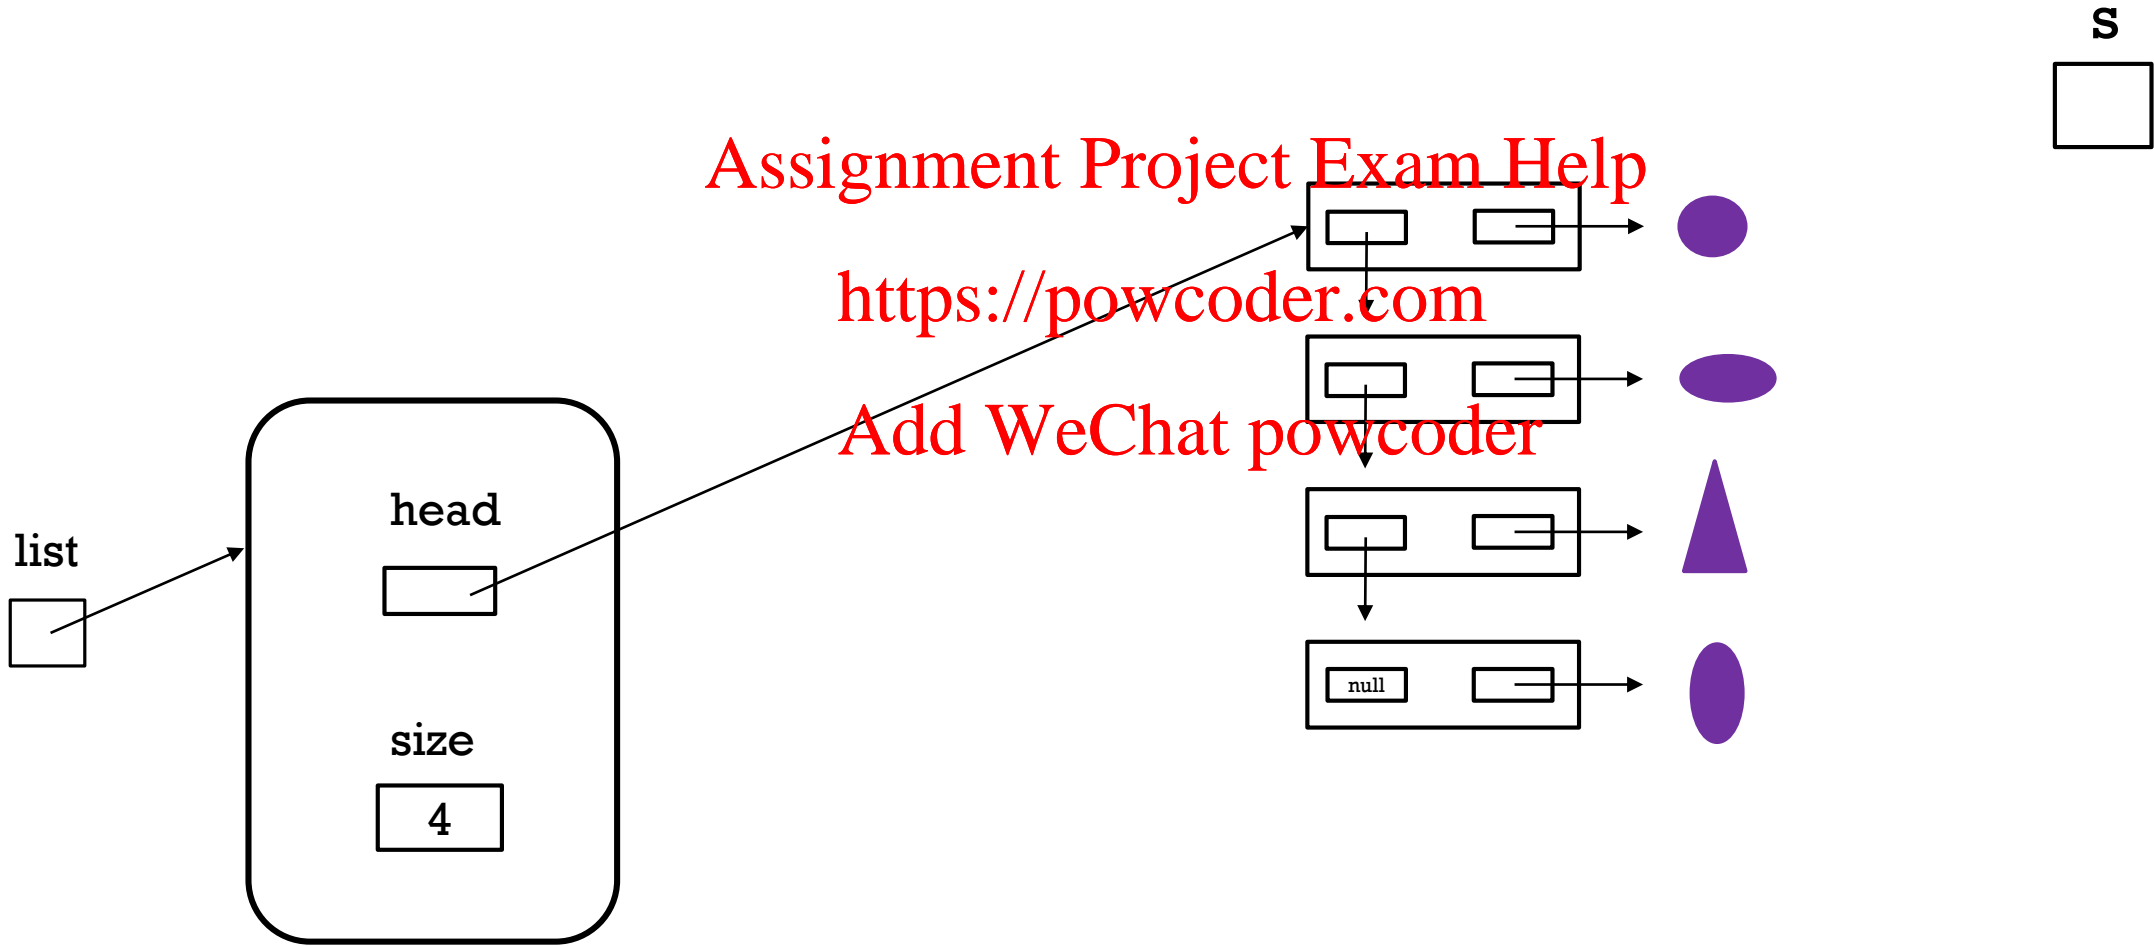 S
Assignment Project Exam Help
https://powcoder.com
Add WeChat powcoder
head
list
null
size
4